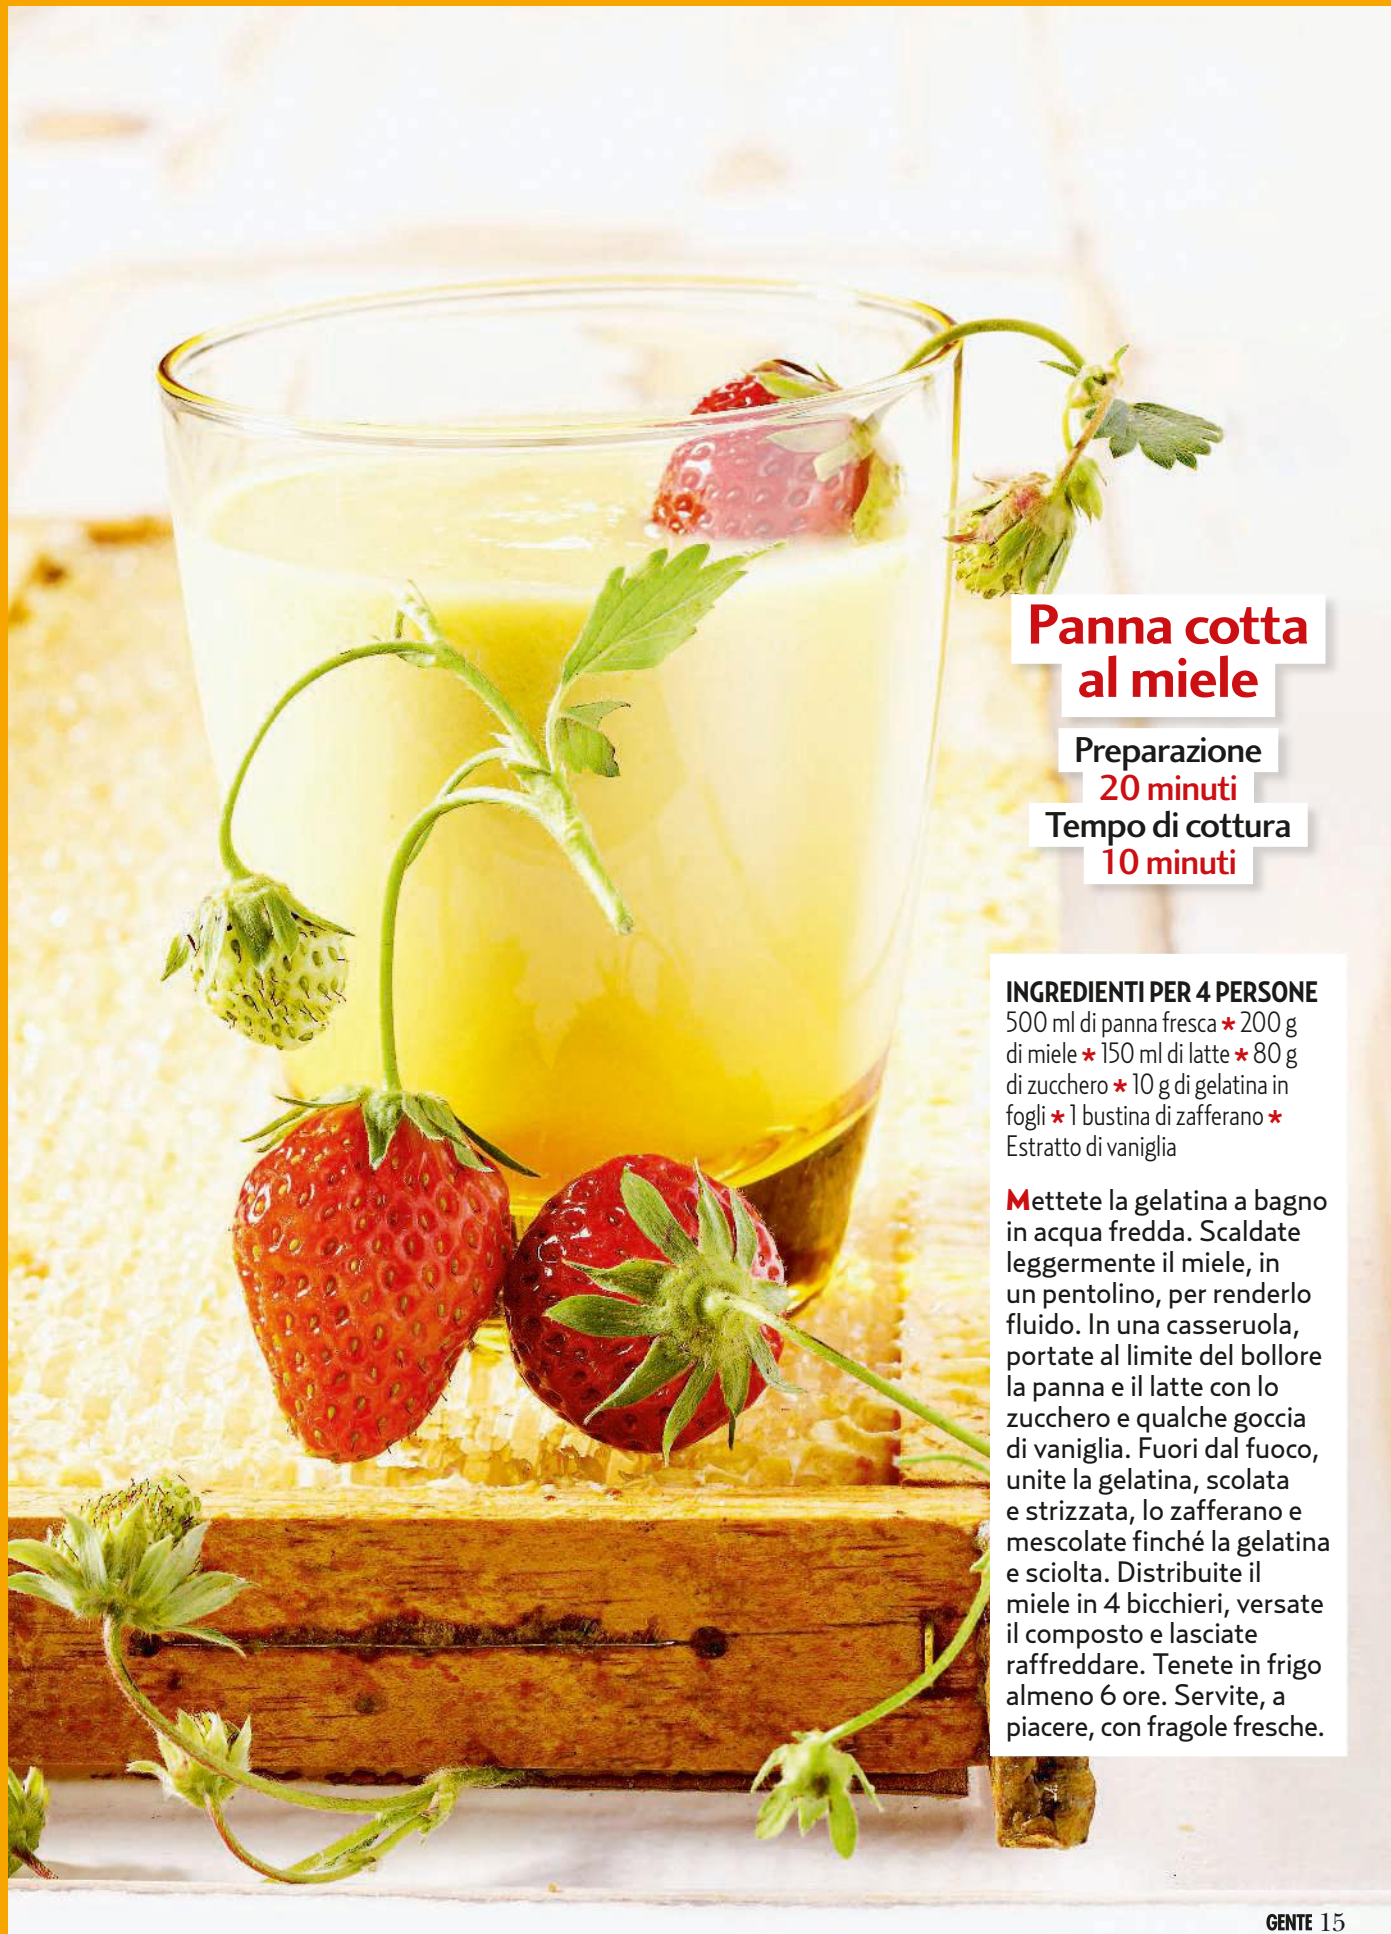 Panna cotta
al miele
Preparazione
20 minuti
Tempo di cottura
10 minuti
INGREDIENTI PER 4 PERSONE
500 ml di panna fresca * 200 g
di miele * 150 ml di latte * 80 g
di zucchero * 10 g di gelatina in
fogli * 1 bustina di zafferano *
Estratto di vaniglia
Mettete la gelatina a bagno
in acqua fredda. Scaldate
leggermente il miele, in
un pentolino, per renderlo
fluido. In una casseruola,
portate al limite del bollore
la panna e il latte con lo
zucchero e qualche goccia
di vaniglia. Fuori dal fuoco,
unite la gelatina, scolata
e strizzata, lo zafferano e
mescolate finché la gelatina
e sciolta. Distribuite il
miele in 4 bicchieri, versate
il composto e lasciate
raffreddare. Tenete in frigo
almeno 6 ore. Servite, a
piacere, con fragole fresche.
GENTE 15